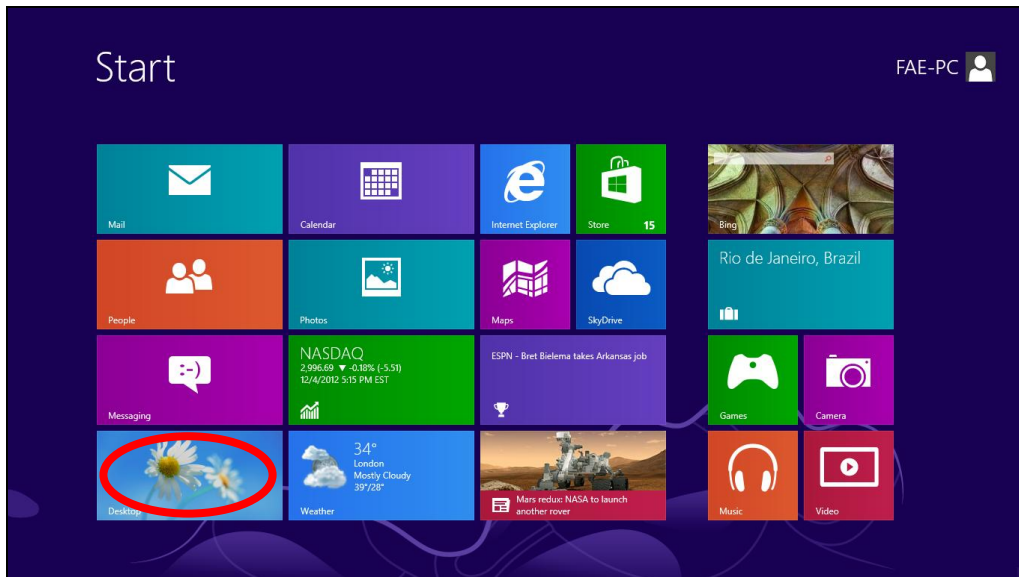 Start
FAE-PC
Mail
Calendar
Internet Explorer
Store 15
Bing
People
Photos
Maps
SkyDrive
Rio de Janeiro, Brazil
:-)
Messaging
NASDAQ
2,996.69 ▼ -0.18% (-5.51)
12/4/2012 5:15 PM EST
ESPN - Bret Bielema takes Arkansas job
Games
Camera
Desktop
34°
London
Mostly Cloudy
39°/28°
Weather
Mars redux: NASA to launch
another rover
Music
Video